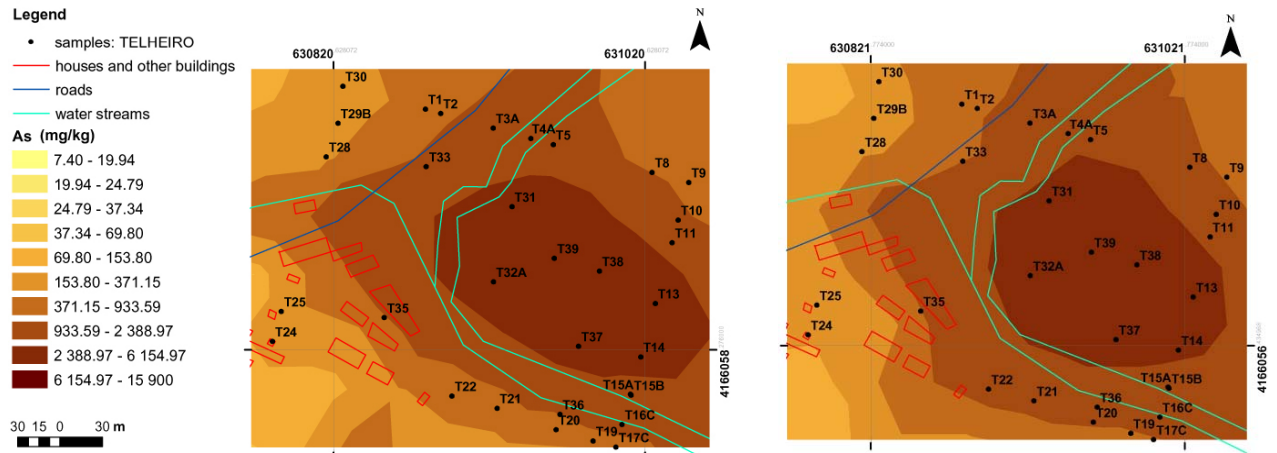 Legend
samples: TELHEIRO
houses and other buildings
roads
water streams
As (mg/kg)
7.40 - 19.94
19.94 - 24.79
24.79 - 37.34
37.34 - 69.80
69.80 - 153.80
153.80 - 371.15
371.15 - 933.59
933.59 - 2 388.97
2 388.97 - 6 154.97
6 154.97 - 15 900
30 15 0 30 m
N
630820 628072 631020 628072
T30
T1 T2
T29B
T3A
T4A T5
T28
T33
T8
T9
T31
T10
T11
T39
T38
T32A
T13
T25
T35
T24
T37
T14
4166058
T15A T15B
T22
T21
T36
T16C
T20
T19
T17C
N
630821 774000 631021 774000
T30
T1 T2
T29B
T3A
T4A T5
T28
T33
T8
T9
T31
T10
T11
T39
T38
T32A
T13
T25
T35
T24
T37
T14
4166056
T15A T15B
T22
T21
T36
T16C
T20
T19
T17C